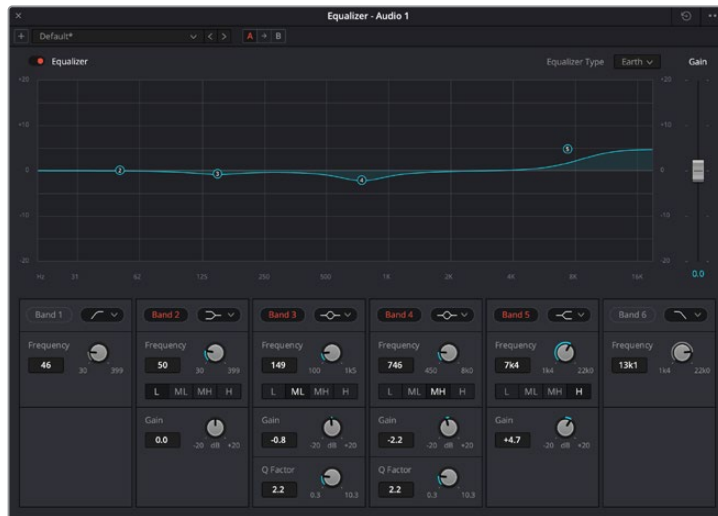 Equalizer - Audio 1
Default*
A
B
Equalizer
Equalizer Type
Earth
Gain
+20
+20
+10
+10
0
0
-10
-10
-20
-20
2
3
4
5
Hz 31 62 125 250 500 1K 2K 4K 8K 16K
0.0
Band 1
Band 2
Band 3
Band 4
Band 5
Band 6
Frequency
46
30 399
Frequency
50
30 399
Frequency
149
100 1k5
Frequency
746
450 8k0
Frequency
7k4
1k4 22k0
Frequency
13k1
1k4 22k0
L ML MH H
L ML MH H
L ML MH H
L ML MH H
Gain
0.0
-20 dB +20
Gain
-0.8
-20 dB +20
Gain
-2.2
-20 dB +20
Gain
+4.7
-20 dB +20
Q Factor
2.2
0.3 10.3
Q Factor
2.2
0.3 10.3